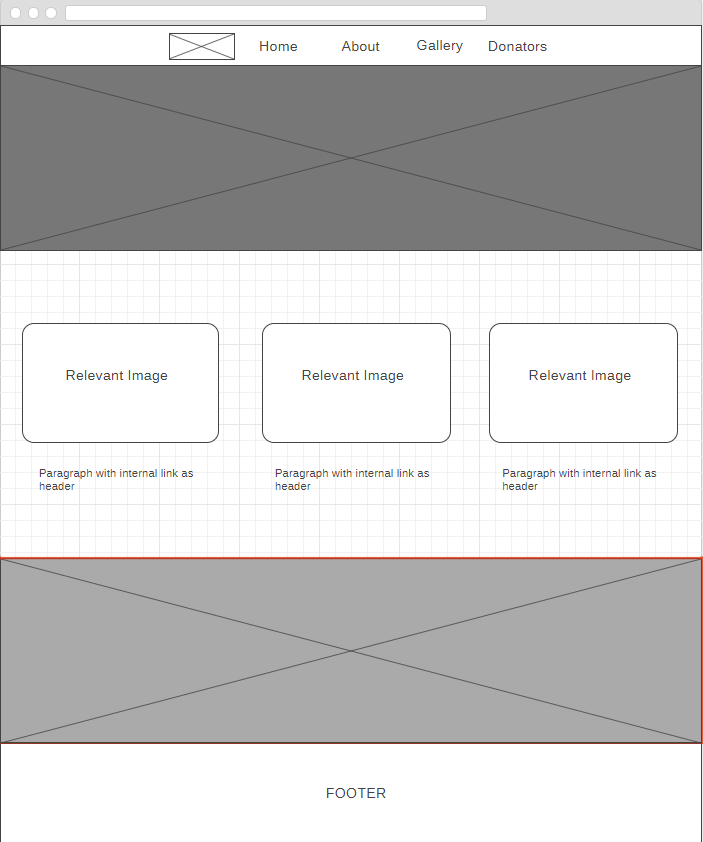 Home
About
Gallery
Donators
Relevant Image
Relevant Image
Relevant Image
Paragraph with internal link as
header
Paragraph with internal link as
header
Paragraph with internal link as
header
FOOTER